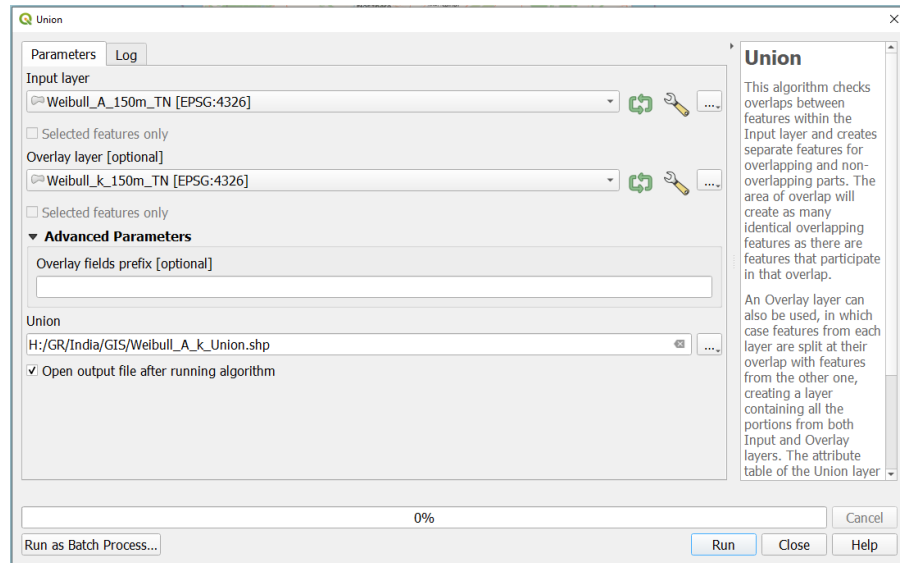 Union
Parameters
Log
Input layer
Weibull_A_150m_TN [EPSG:4326]
...
Selected features only
Overlay layer [optional]
Weibull_k_150m_TN [EPSG:4326]
...
Selected features only
Advanced Parameters
Overlay fields prefix [optional]
Union
H:/GR/India/GIS/Weibull_A_k_Union.shp
...
Open output file after running algorithm
Union
This algorithm checks
overlaps between
features within the
Input layer and creates
separate features for
overlapping and non-
overlapping parts. The
area of overlap will
create as many
identical overlapping
features as there are
features that participate
in that overlap.
An Overlay layer can
also be used, in which
case features from each
layer are split at their
overlap with features
from the other one,
creating a layer
containing all the
portions from both
Input and Overlay
layers. The attribute
table of the Union layer
0%
Cancel
Run as Batch Process...
Run
Close
Help